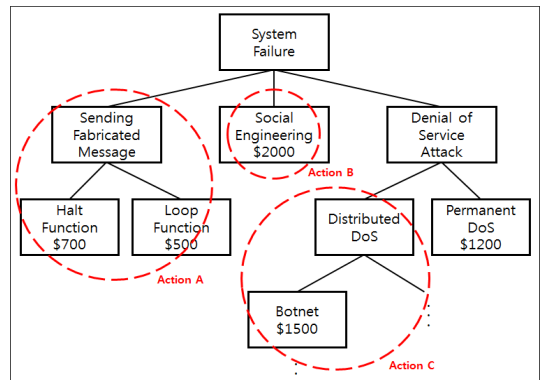 System
Failure
Sending
Fabricated
Message
Social
Engineering
$2000
Denial of
Service
Attack
Action B
Halt
Function
$700
Loop
Function
$500
Distributed
DoS
Permanent
DoS
$1200
Action A
Botnet
$1500
Action C